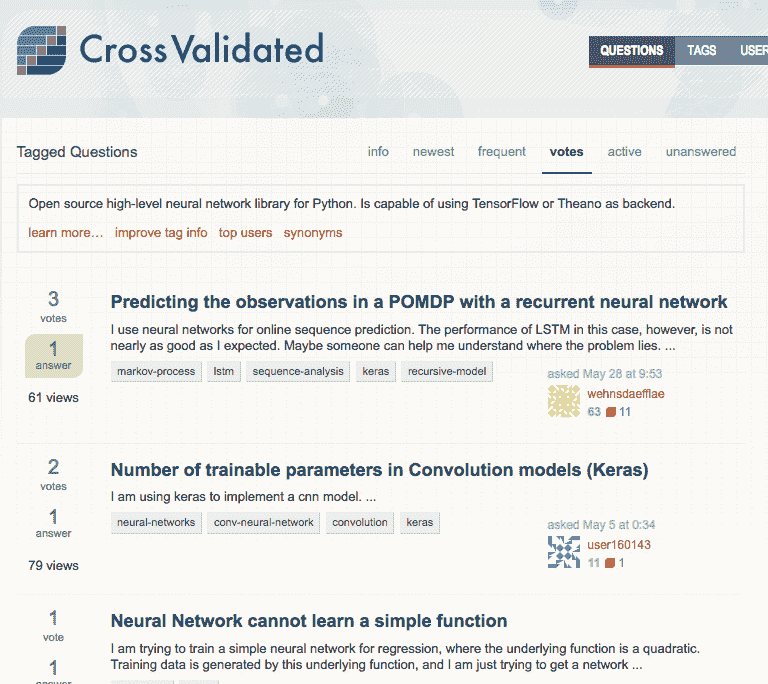 CrossValidated
QUESTIONS TAGS USER
Tagged Questions
info newest frequent votes active unanswered
Open source high-level neural network library for Python. Is capable of using TensorFlow or Theano as backend.
learn more… improve tag info top users synonyms
3
votes
1
answer
61 views
Predicting the observations in a POMDP with a recurrent neural network
I use neural networks for online sequence prediction. The performance of LSTM in this case, however, is not
nearly as good as I expected. Maybe someone can help me understand where the problem lies. ...
markov-process lstm sequence-analysis keras recursive-model
asked May 28 at 9:53
wehnsdaefflae
63 11
2
votes
1
answer
79 views
Number of trainable parameters in Convolution models (Keras)
I am using keras to implement a cnn model. ...
neural-networks conv-neural-network convolution keras
asked May 5 at 0:34
user160143
11 1
1
vote
1
answer
Neural Network cannot learn a simple function
I am trying to train a simple neural network for regression, where the underlying function is a quadratic.
Training data is generated by this underlying function, and I am just trying to get a network ...